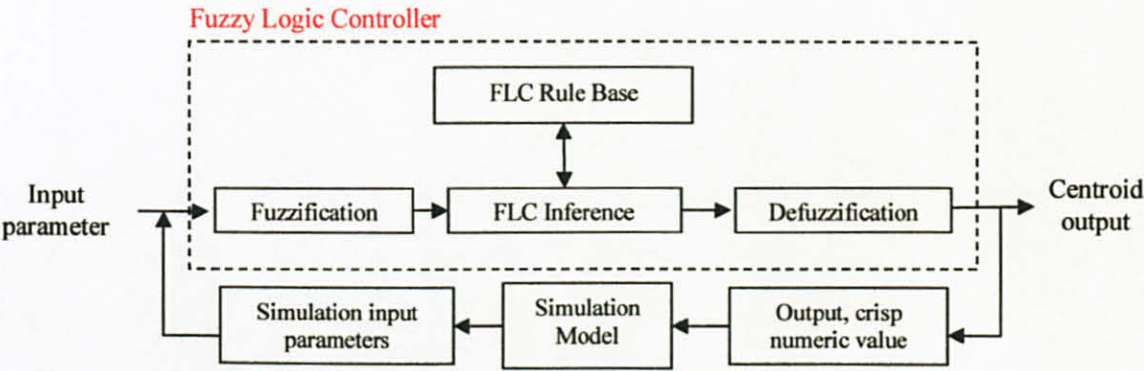 Fuzzy Logic Controller
FLC Rule Base
Input
parameter
Fuzzification
FLC Inference
Defuzzification
Centroid
output
Simulation input
parameters
Simulation
Model
Output, crisp
numeric value